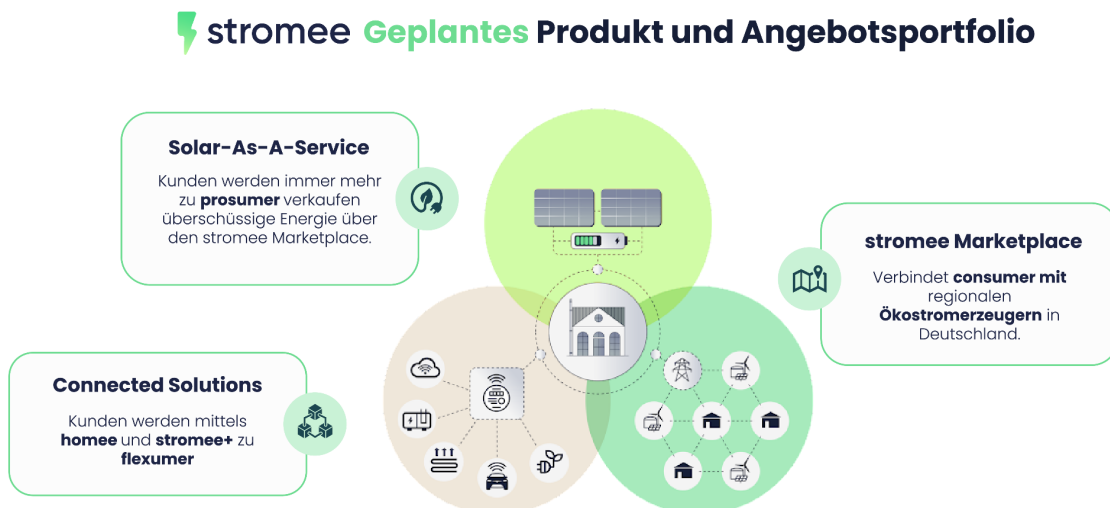 stromee Geplantes Produkt und Angebotsportfolio
Solar-As-A-Service
Kunden werden immer mehr
zu prosumer verkaufen
überschüssige Energie über
den stromee Marketplace.
stromee Marketplace
Verbindet consumer mit
regionalen
Ökostromerzeugern in
Deutschland.
Connected Solutions
Kunden werden mittels
homee und stromee+ zu
flexumer